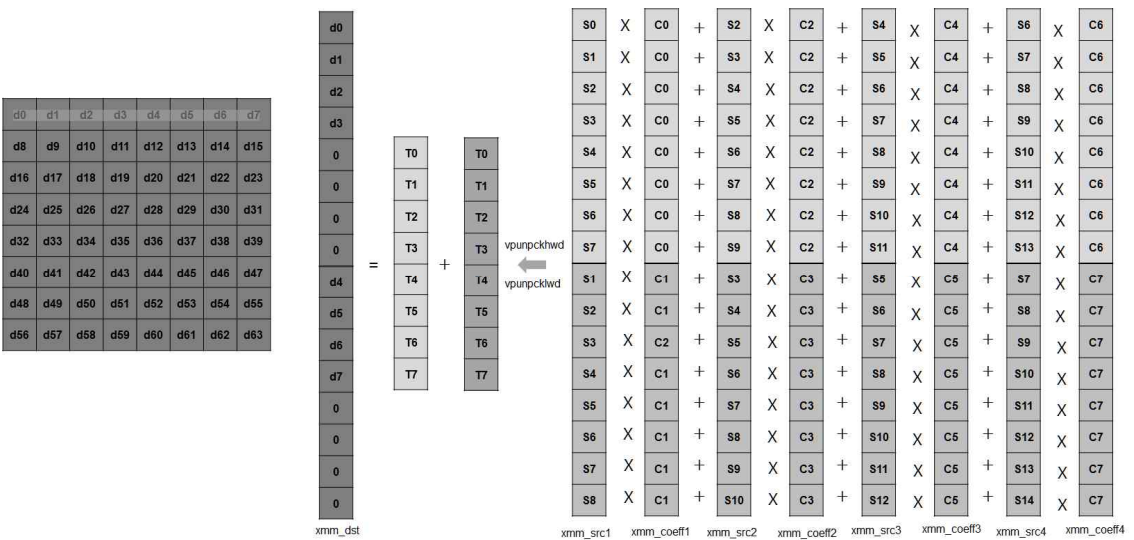 d0 d1 d2 d3 d4 d5 d6 d7
d8 d9 d10 d11 d12 d13 d14 d15
d16 d17 d18 d19 d20 d21 d22 d23
d24 d25 d26 d27 d28 d29 d30 d31
d32 d33 d34 d35 d36 d37 d38 d39
d40 d41 d42 d43 d44 d45 d46 d47
d48 d49 d50 d51 d52 d53 d54 d55
d56 d57 d58 d59 d60 d61 d62 d63
d0
d1
d2
d3
0
0
0
0
d4
d5
d6
d7
0
0
0
0
xmm_dst
=
T0 T0
T1 T1
T2 T2
T3 T3
+
T4 T4
T5 T5
T6 T6
T7 T7
vpunpckhwd
vpunpcklwd
S0 X C0 + S2 X C2 + S4 X C4 + S6 X C6
S1 X C0 + S3 X C2 + S5 X C4 + S7 X C6
S2 X C0 + S4 X C2 + S6 X C4 + S8 X C6
S3 X C0 + S5 X C2 + S7 X C4 + S9 X C6
S4 X C0 + S6 X C2 + S8 X C4 + S10 X C6
S5 X C0 + S7 X C2 + S9 X C4 + S11 X C6
S6 X C0 + S8 X C2 + S10 X C4 + S12 X C6
S7 X C0 + S9 X C2 + S11 X C4 + S13 X C6
S1 X C1 + S3 X C3 + S5 X C5 + S7 X C7
S2 X C1 + S4 X C3 + S6 X C5 + S8 X C7
S3 X C2 + S5 X C3 + S7 X C5 + S9 X C7
S4 X C1 + S6 X C3 + S8 X C5 + S10 X C7
S5 X C1 + S7 X C3 + S9 X C5 + S11 X C7
S6 X C1 + S8 X C3 + S10 X C5 + S12 X C7
S7 X C1 + S9 X C3 + S11 X C5 + S13 X C7
S8 X C1 + S10 X C3 + S12 X C5 + S14 X C7
xmm_src1 xmm_coeff1 xmm_src2 xmm_coeff2 xmm_src3 xmm_coeff3 xmm_src4 xmm_coeff4